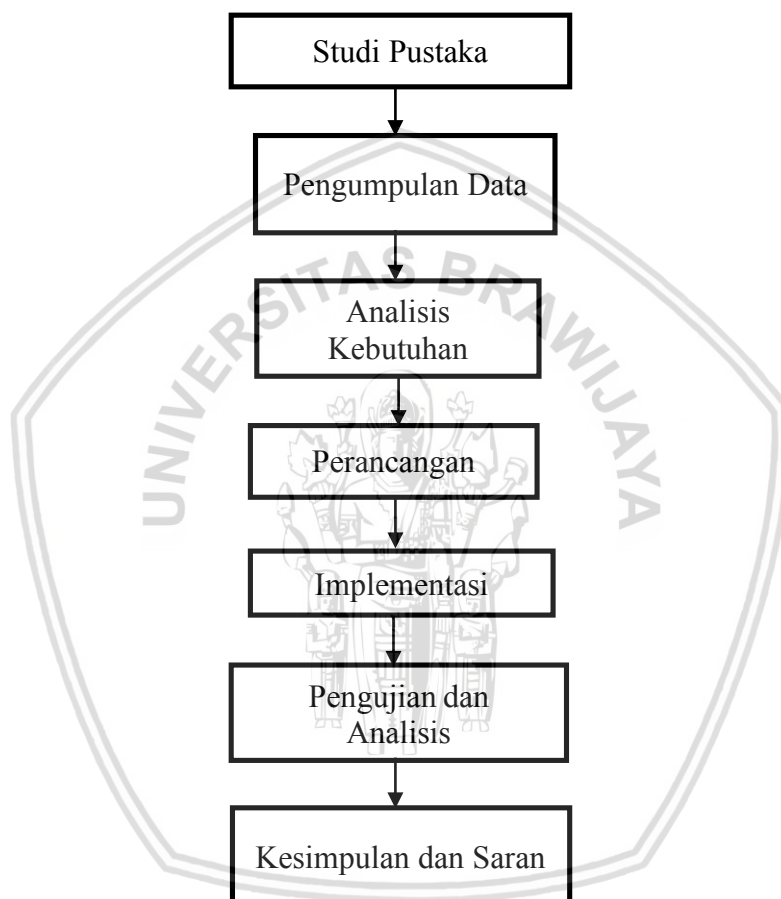 Studi Pustaka
Pengumpulan Data
UNIVERSITAS BRAWIJAYA
Analisis
Kebutuhan
Perancangan
Implementasi
Pengujian dan
Analisis
Kesimpulan dan Saran